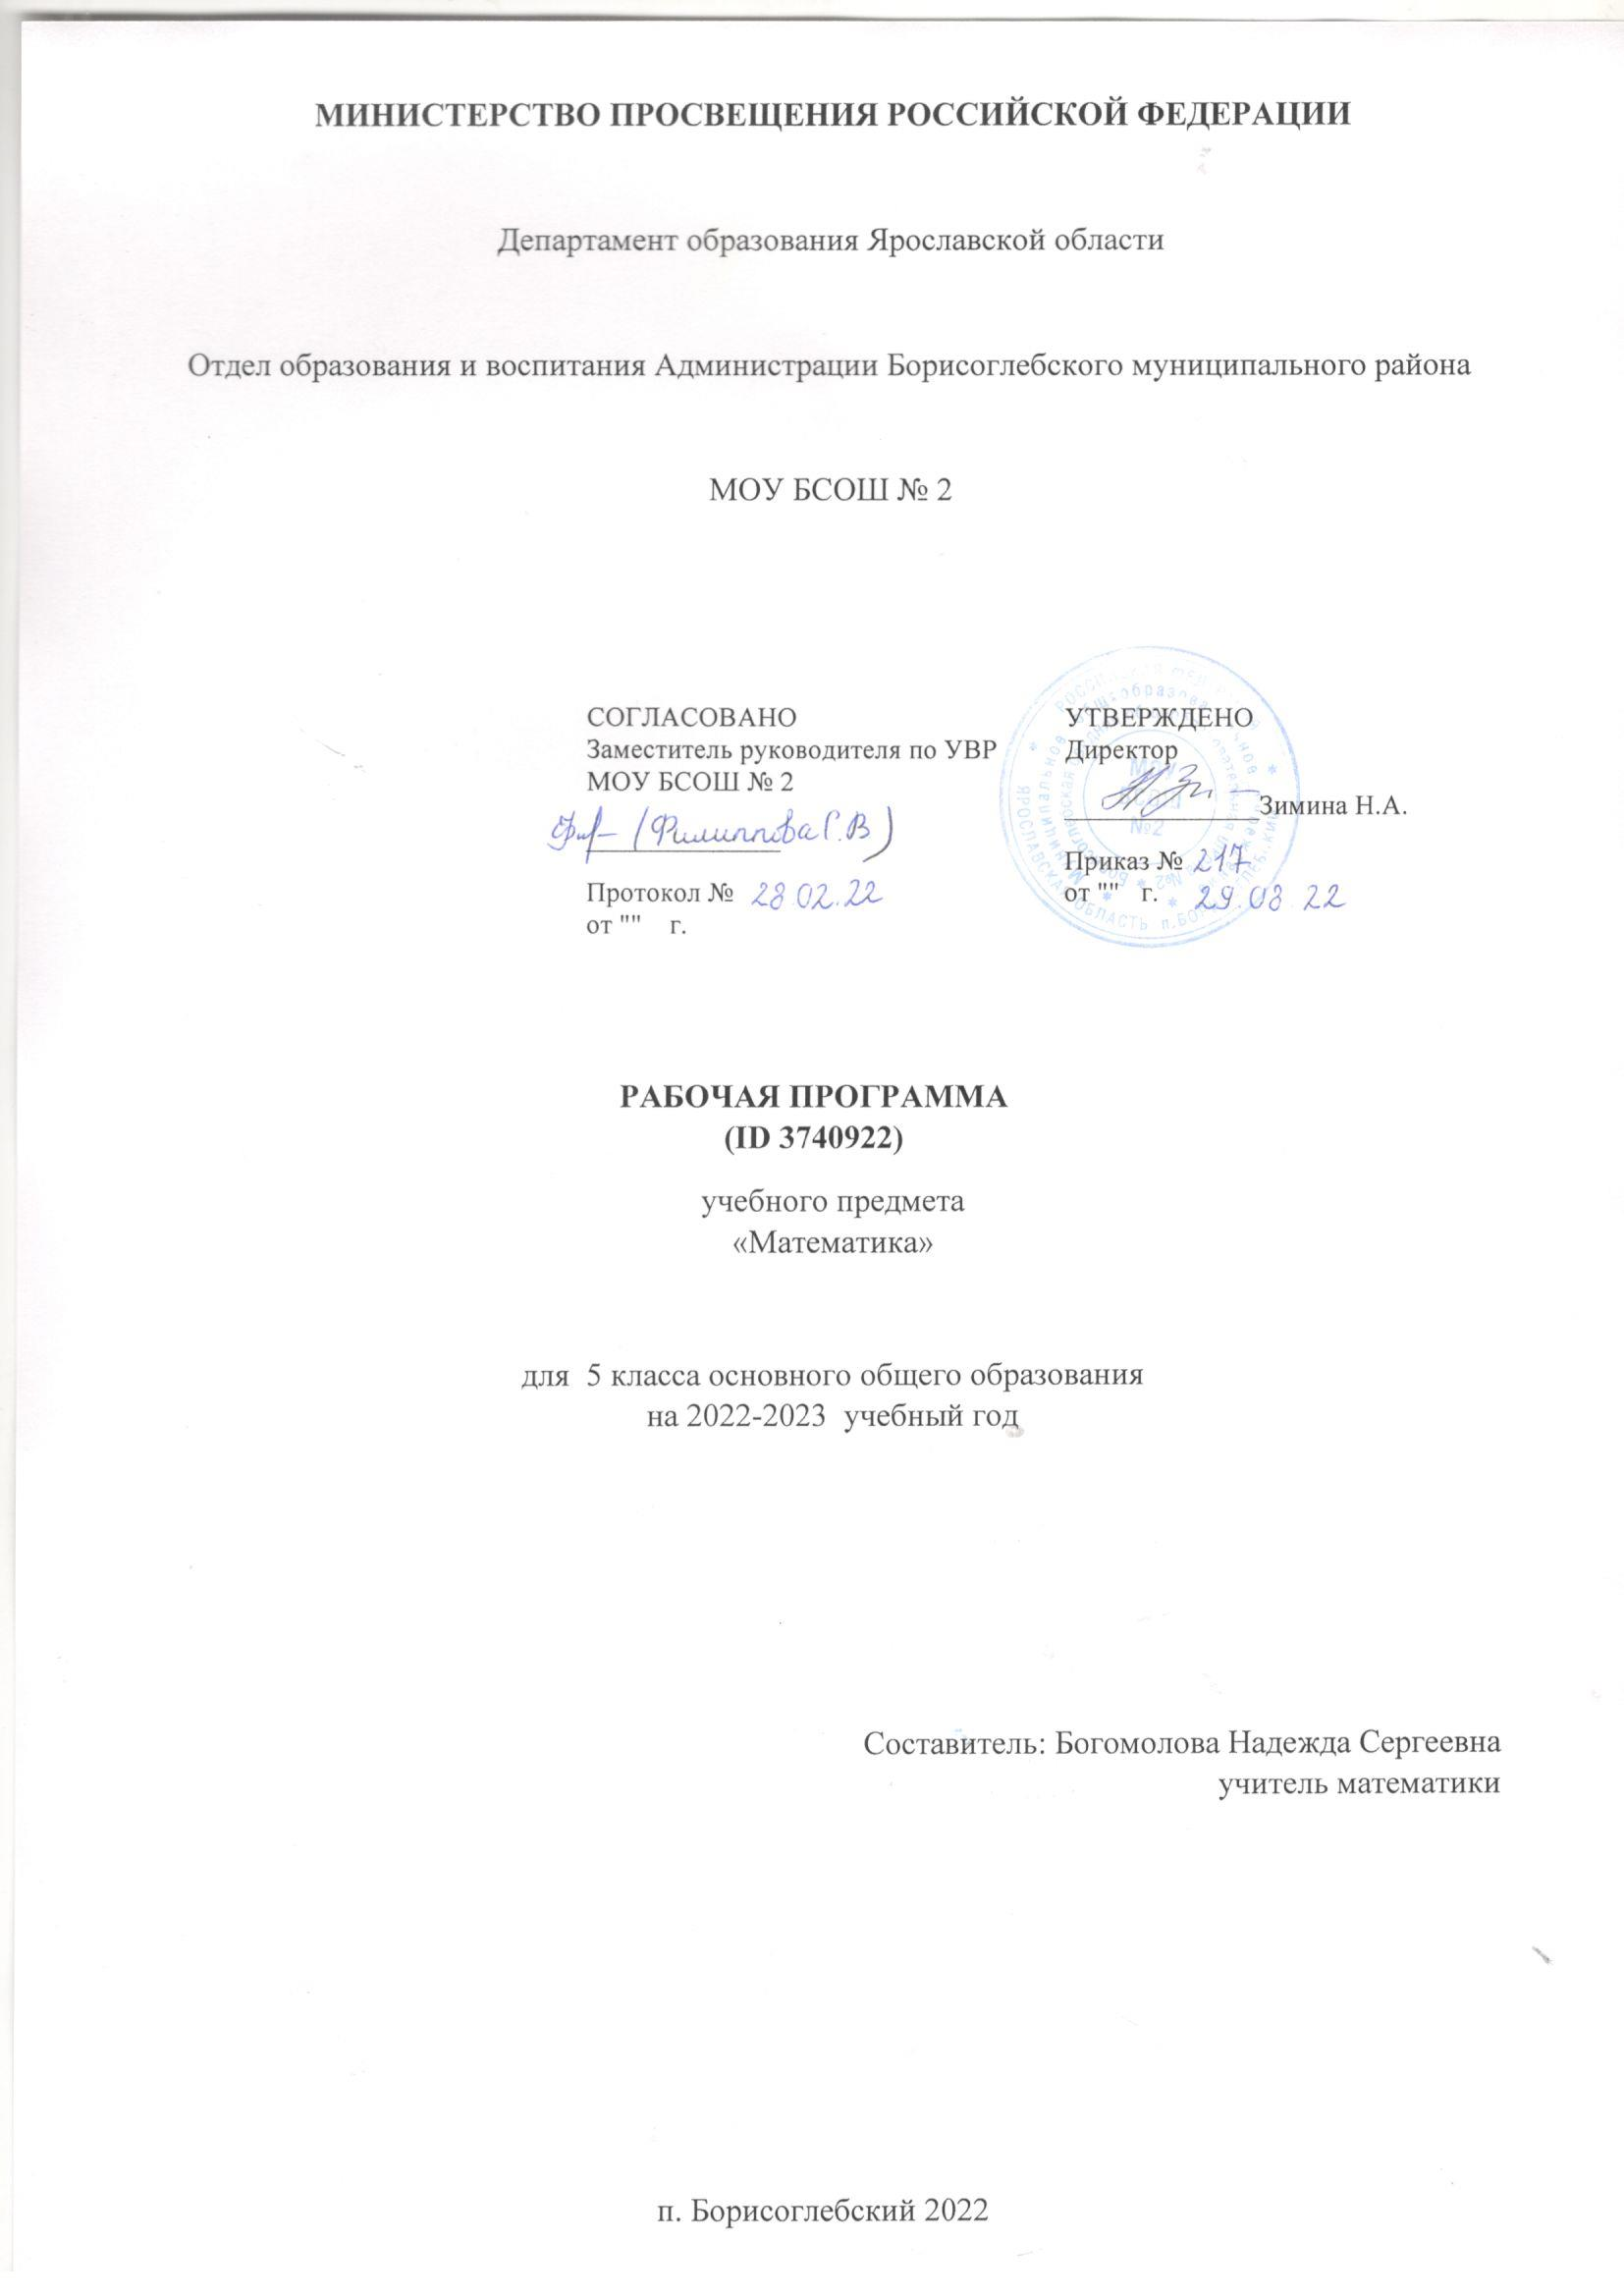 МИНИСТЕРСТВО ПРОСВЕЩЕНИЯ РОССИЙСКОЙ ФЕДЕРАЦИИ
Департамент образования Ярославской области
Отдел образования и воспитания Администрации Борисоглебского муниципального района
МОУ БСОШ № 2
СОГЛАСОВАНО
Заместитель руководителя по УВР
МОУ БСОШ № 2
(Филиппова Г.В)
Протокол № 28.02.22
от "" г.
УТВЕРЖДЕНО
Директор
Зимина Н.А.
Приказ № 217
от "" г. 29.08.22
РАБОЧАЯ ПРОГРАММА
(ID 3740922)
учебного предмета
«Математика»
для 5 класса основного общего образования
на 2022-2023 учебный год
Составитель: Богомолова Надежда Сергеевна
учитель математики
п. Борисоглебский 2022